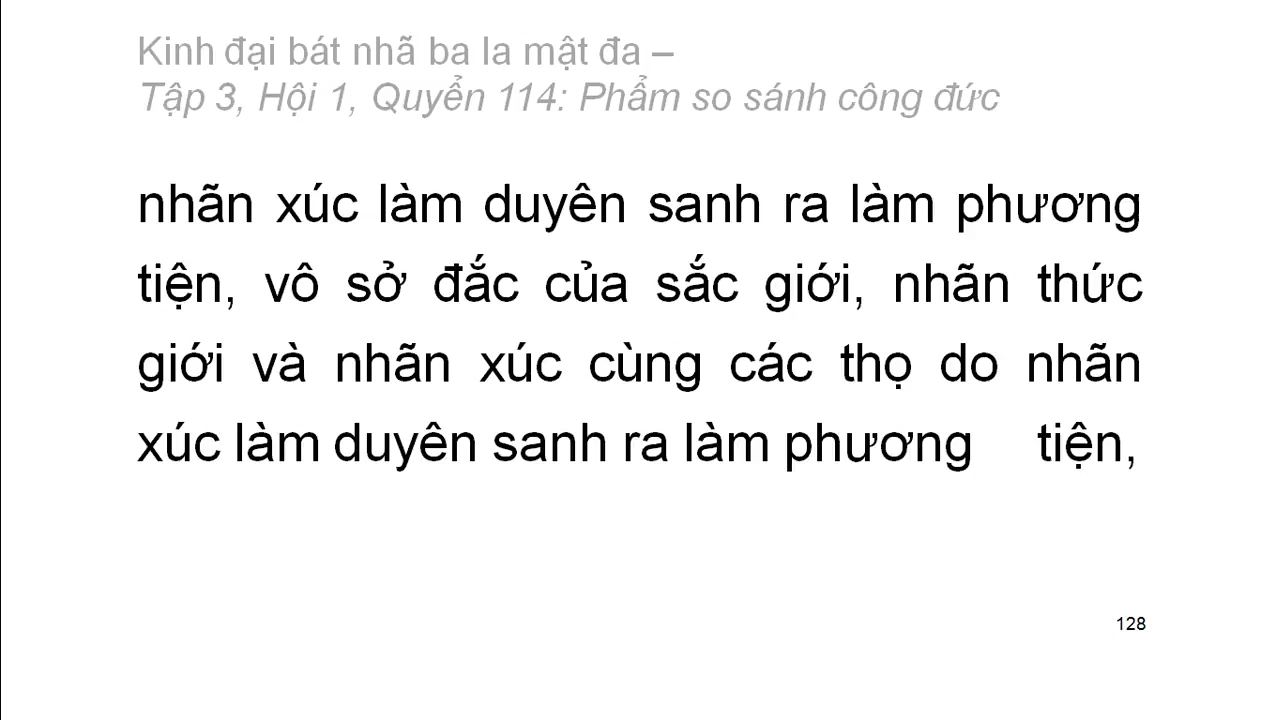 Kinh đại bát nhã ba la mật đa –
Tập 3, Hội 1, Quyển 114: Phẩm so sánh công đức
nhãn xúc làm duyên sanh ra làm phương
tiện, vô sở đắc của sắc giới, nhãn thức
giới và nhãn xúc cùng các thọ do nhãn
xúc làm duyên sanh ra làm phương tiện,
128